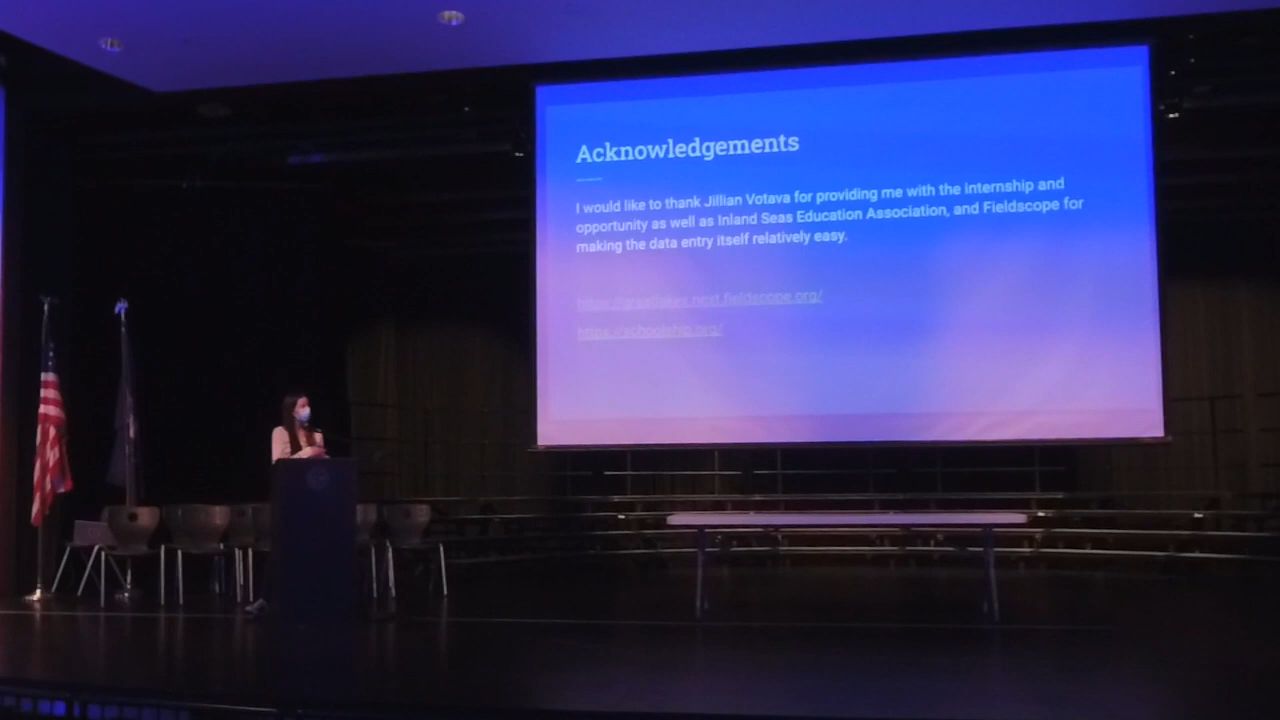 Acknowledgements
I would like to thank Jillian Votava for providing me with the internship and
opportunity as well as Inland Seas Education Association, and Fieldscope for
making the data entry itself relatively easy.
https://greatlakes.next.fieldscope.org/
https://schoolship.org/